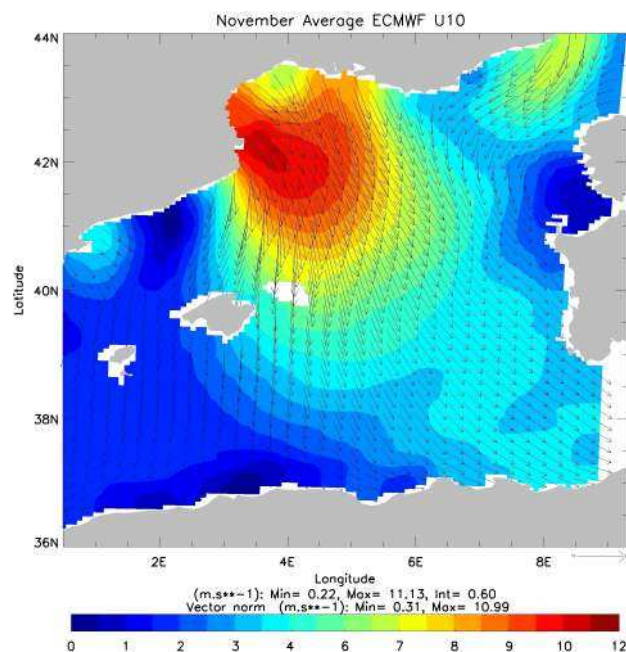 November Average ECMWF U10
44N
42N
40N
38N
36N
Latitude
2E 4E 6E 8E
Longitude
(m.s**-1): Min= 0.22, Max= 11.13, Int= 0.60
Vector norm (m.s**-1): Min= 0.31, Max= 10.99
0 1 2 3 4 5 6 7 8 9 10 11 12